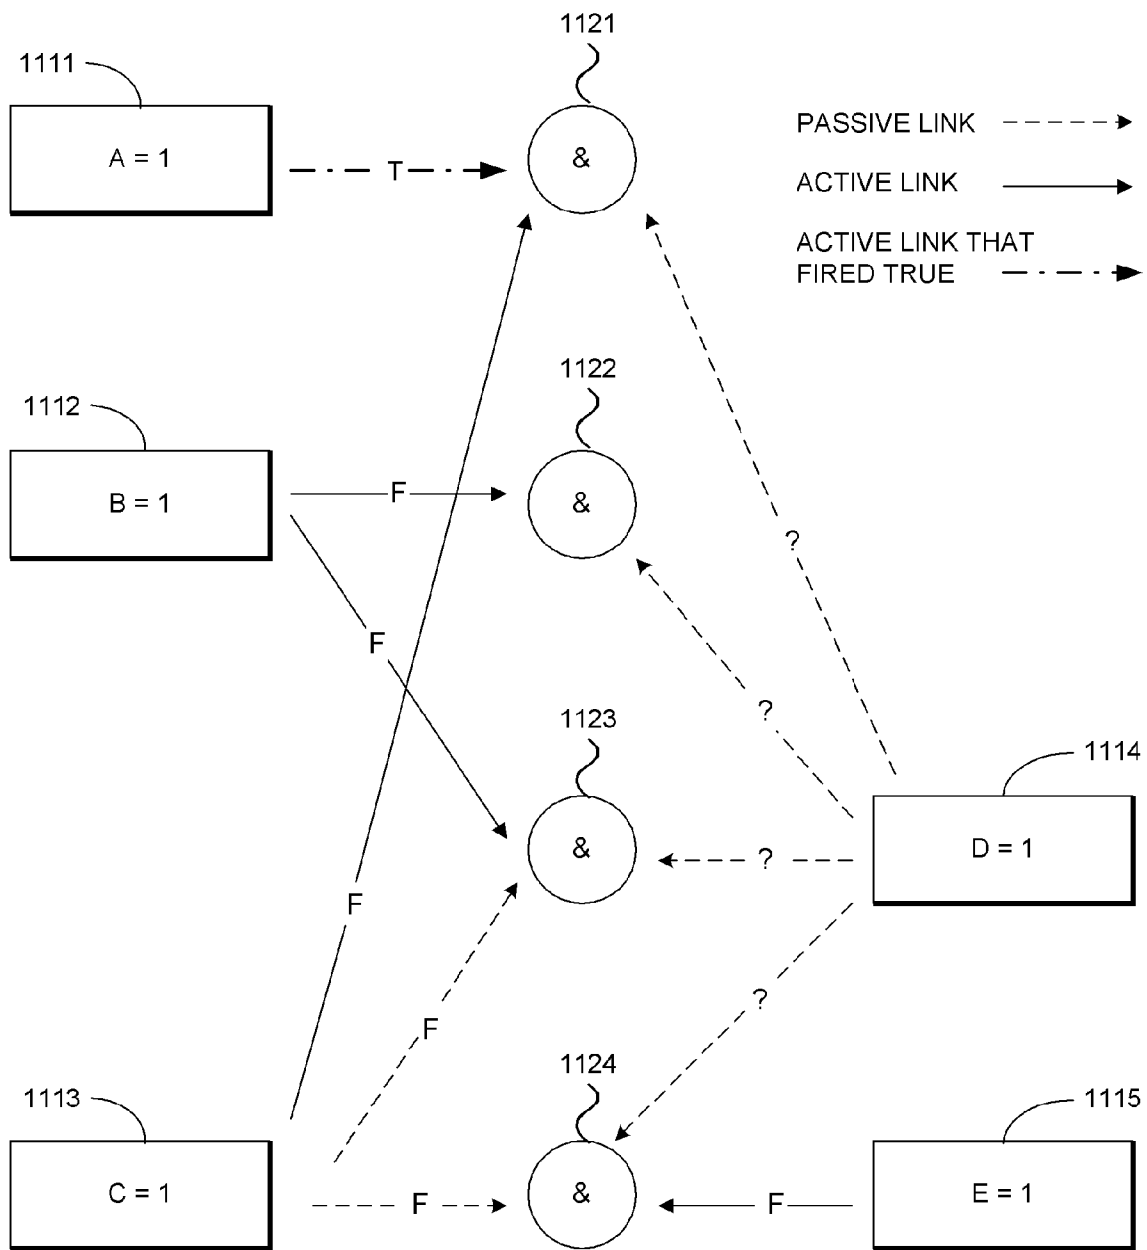 1121
1111
A = 1
T
&
PASSIVE LINK
ACTIVE LINK
ACTIVE LINK THAT
FIRED TRUE
1122
1112
B = 1
F
&
?
F
?
1123
1114
&
?
D = 1
F
F
?
1124
1113
1115
C = 1
F
&
F
E = 1